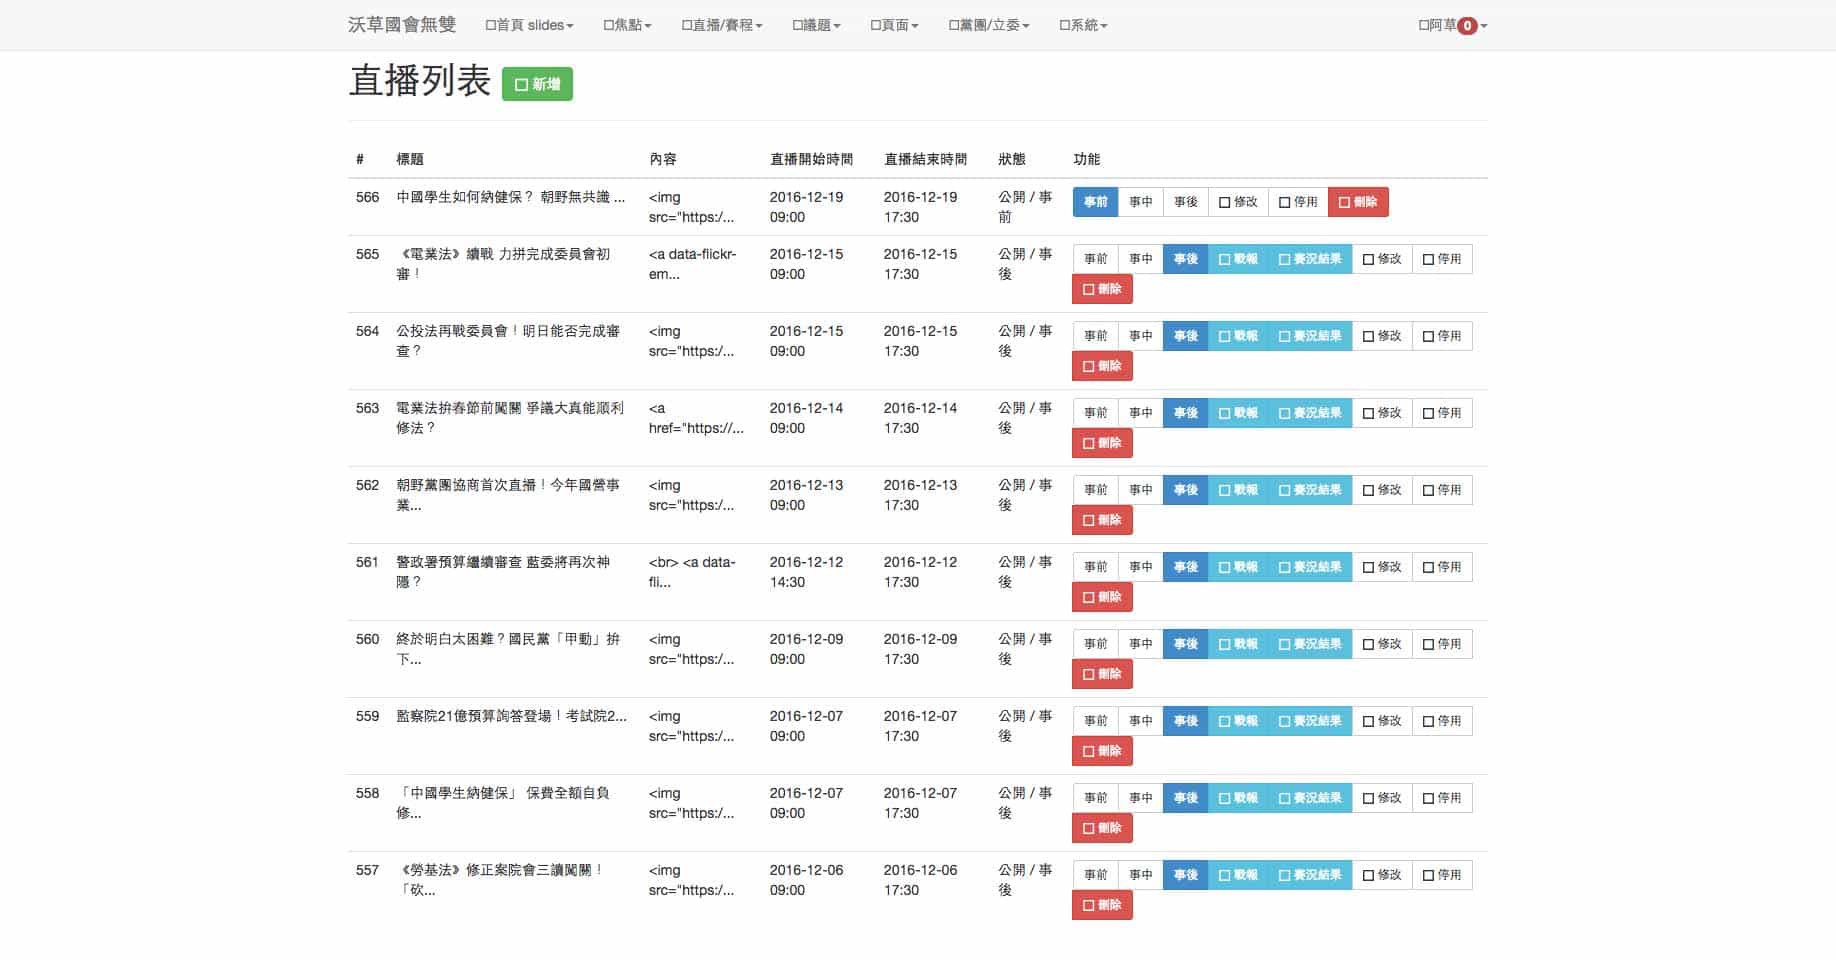 沃草國會無雙 首頁 slides 焦點 直播/賽程 議題 頁面 黨團/立委 系統 阿草 0
直播列表 新增
# 標題 內容 直播開始時間 直播結束時間 狀態 功能
566 中國學生如何納健保？ 朝野無共識 ... <img src="https:/... 2016-12-19 09:00 2016-12-19 17:30 公開 / 事前 事前 事中 事後 修改 停用 刪除
565 《電業法》續戰 力拼完成委員會初審！ <a data-flickr-em... 2016-12-15 09:00 2016-12-15 17:30 公開 / 事後 事前 事中 事後 戰報 賽況結果 修改 停用 刪除
564 公投法再戰委員會！明日能否完成審查？ <img src="https:/... 2016-12-15 09:00 2016-12-15 17:30 公開 / 事後 事前 事中 事後 戰報 賽況結果 修改 停用 刪除
563 電業法拚春節前闖關 爭議大真能順利修法？ <a href="https://... 2016-12-14 09:00 2016-12-14 17:30 公開 / 事後 事前 事中 事後 戰報 賽況結果 修改 停用 刪除
562 朝野黨團協商首次直播！今年國營事業... <img src="https:/... 2016-12-13 09:00 2016-12-13 17:30 公開 / 事後 事前 事中 事後 戰報 賽況結果 修改 停用 刪除
561 警政署預算繼續審查 藍委將再次神隱？ <br> <a data-fli... 2016-12-12 14:30 2016-12-12 17:30 公開 / 事後 事前 事中 事後 戰報 賽況結果 修改 停用 刪除
560 終於明白太困難？國民黨「甲動」拚下... <img src="https:/... 2016-12-09 09:00 2016-12-09 17:30 公開 / 事後 事前 事中 事後 戰報 賽況結果 修改 停用 刪除
559 監察院21億預算詢答登場！考試院2... <img src="https:/... 2016-12-07 09:00 2016-12-07 17:30 公開 / 事後 事前 事中 事後 戰報 賽況結果 修改 停用 刪除
558 「中國學生納健保」 保費全額自負 修... <img src="https:/... 2016-12-07 09:00 2016-12-07 17:30 公開 / 事後 事前 事中 事後 戰報 賽況結果 修改 停用 刪除
557 《勞基法》修正案院會三讀闖關！「砍... <img src="https:/... 2016-12-06 09:00 2016-12-06 17:30 公開 / 事後 事前 事中 事後 戰報 賽況結果 修改 停用 刪除